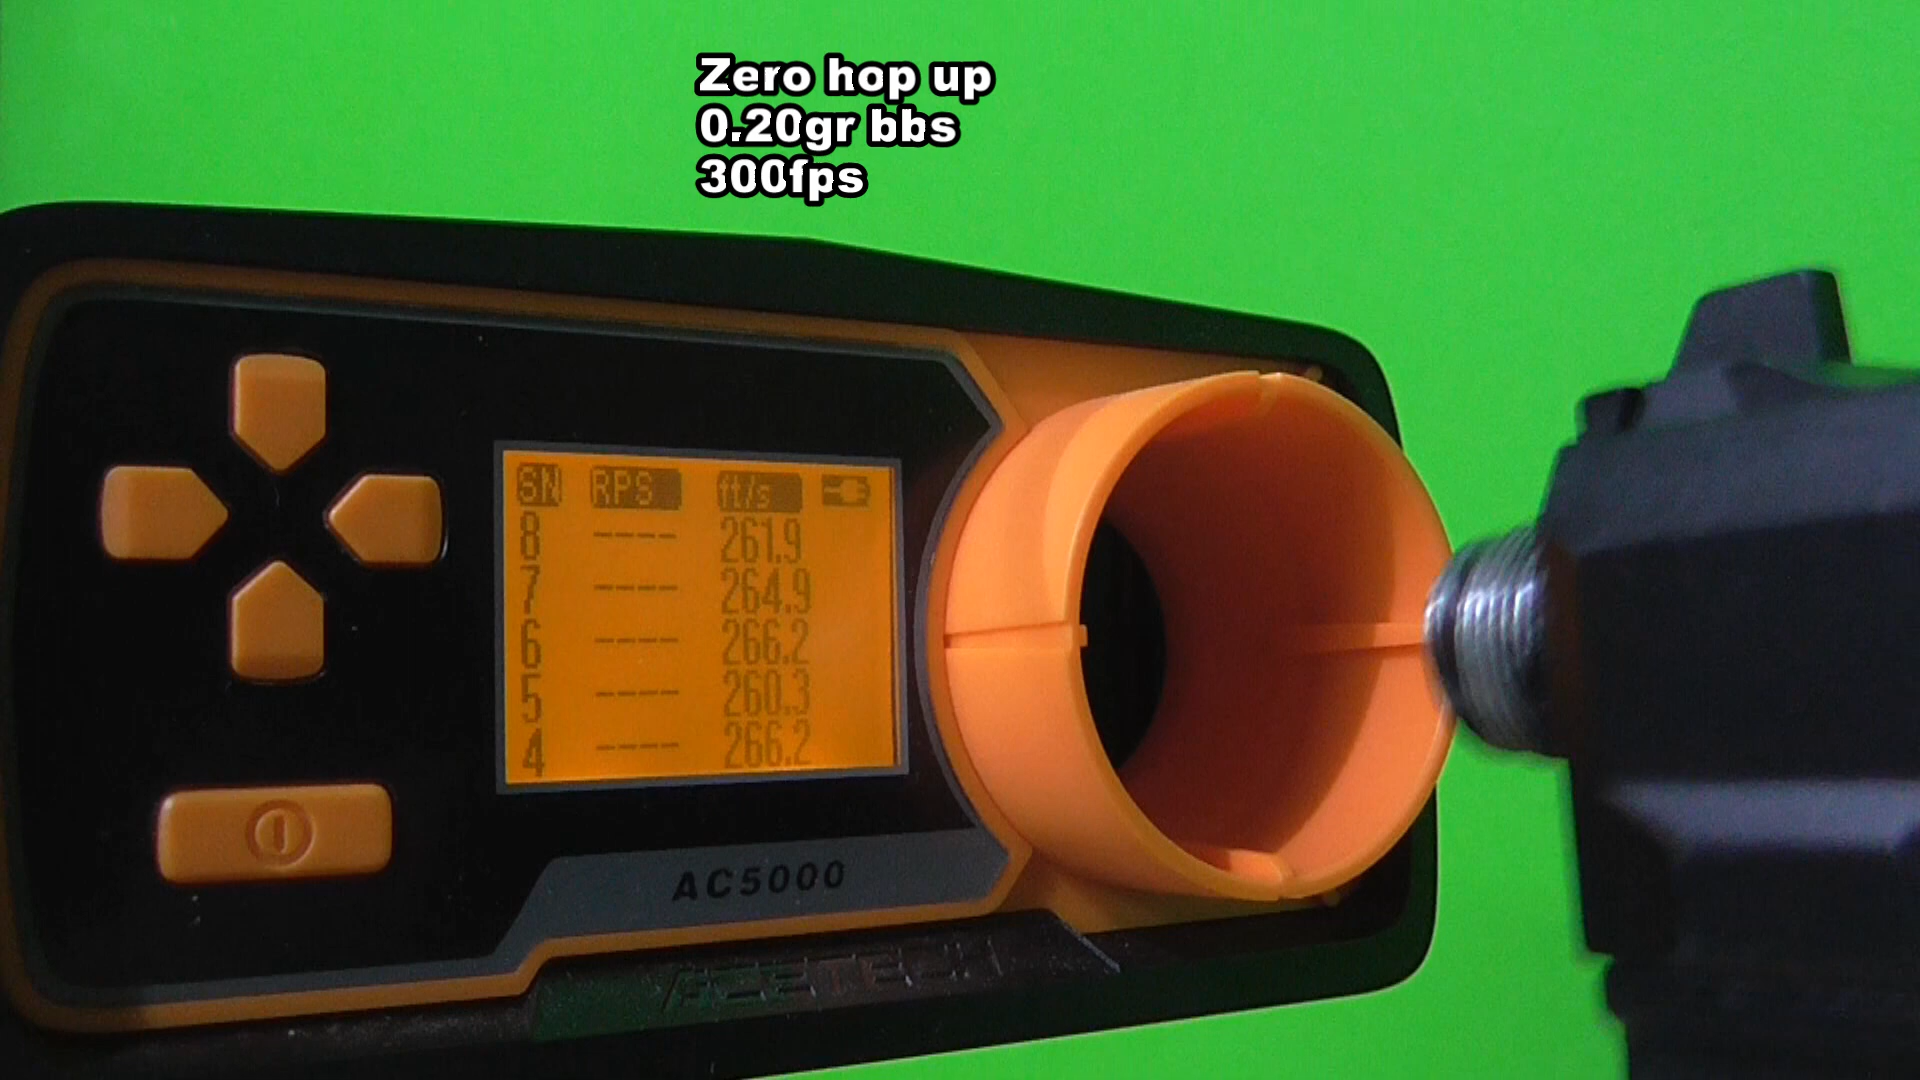 Zero hop up
0.20gr bbs
300fps
SN RPS ft/s
8 ---- 261.9
7 ---- 264.9
6 ---- 266.2
5 ---- 260.3
4 ---- 266.2
AC5000
ACETECH